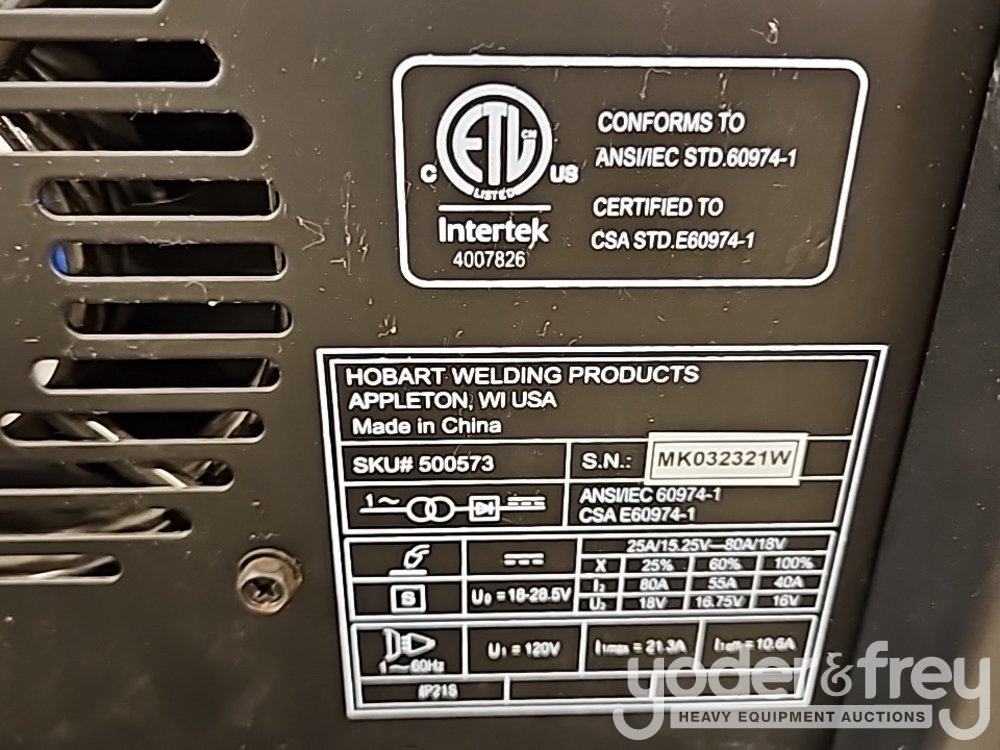 ETL CM
LISTED
C US
Intertek
4007826
CONFORMS TO
ANSI/IEC STD.60974-1
CERTIFIED TO
CSA STD.E60974-1
HOBART WELDING PRODUCTS
APPLETON, WI USA
Made in China
SKU# 500573
S.N.: MK032321W
1~
ANSI/IEC 60974-1
CSA E60974-1
25A/15.25V—80A/18V
X 25% 60% 100%
I₂ 80A 55A 40A
S U₀ = 18-28.5V U₂ 18V 16.75V 16V
1~60Hz U₁ = 120V I₁max = 21.3A I₁eff = 10.6A
IP21S
yoder & frey
HEAVY EQUIPMENT AUCTIONS